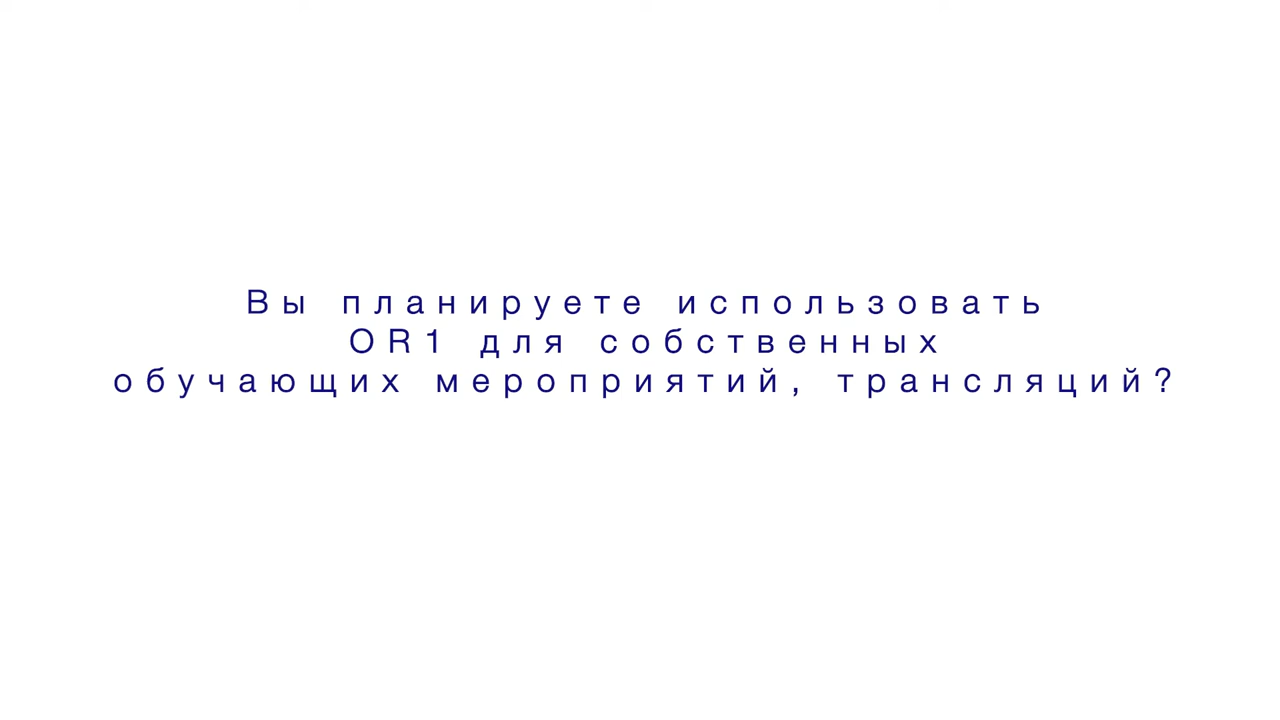 Вы планируете использовать
OR1 для собственных
обучающих мероприятий, трансляций?